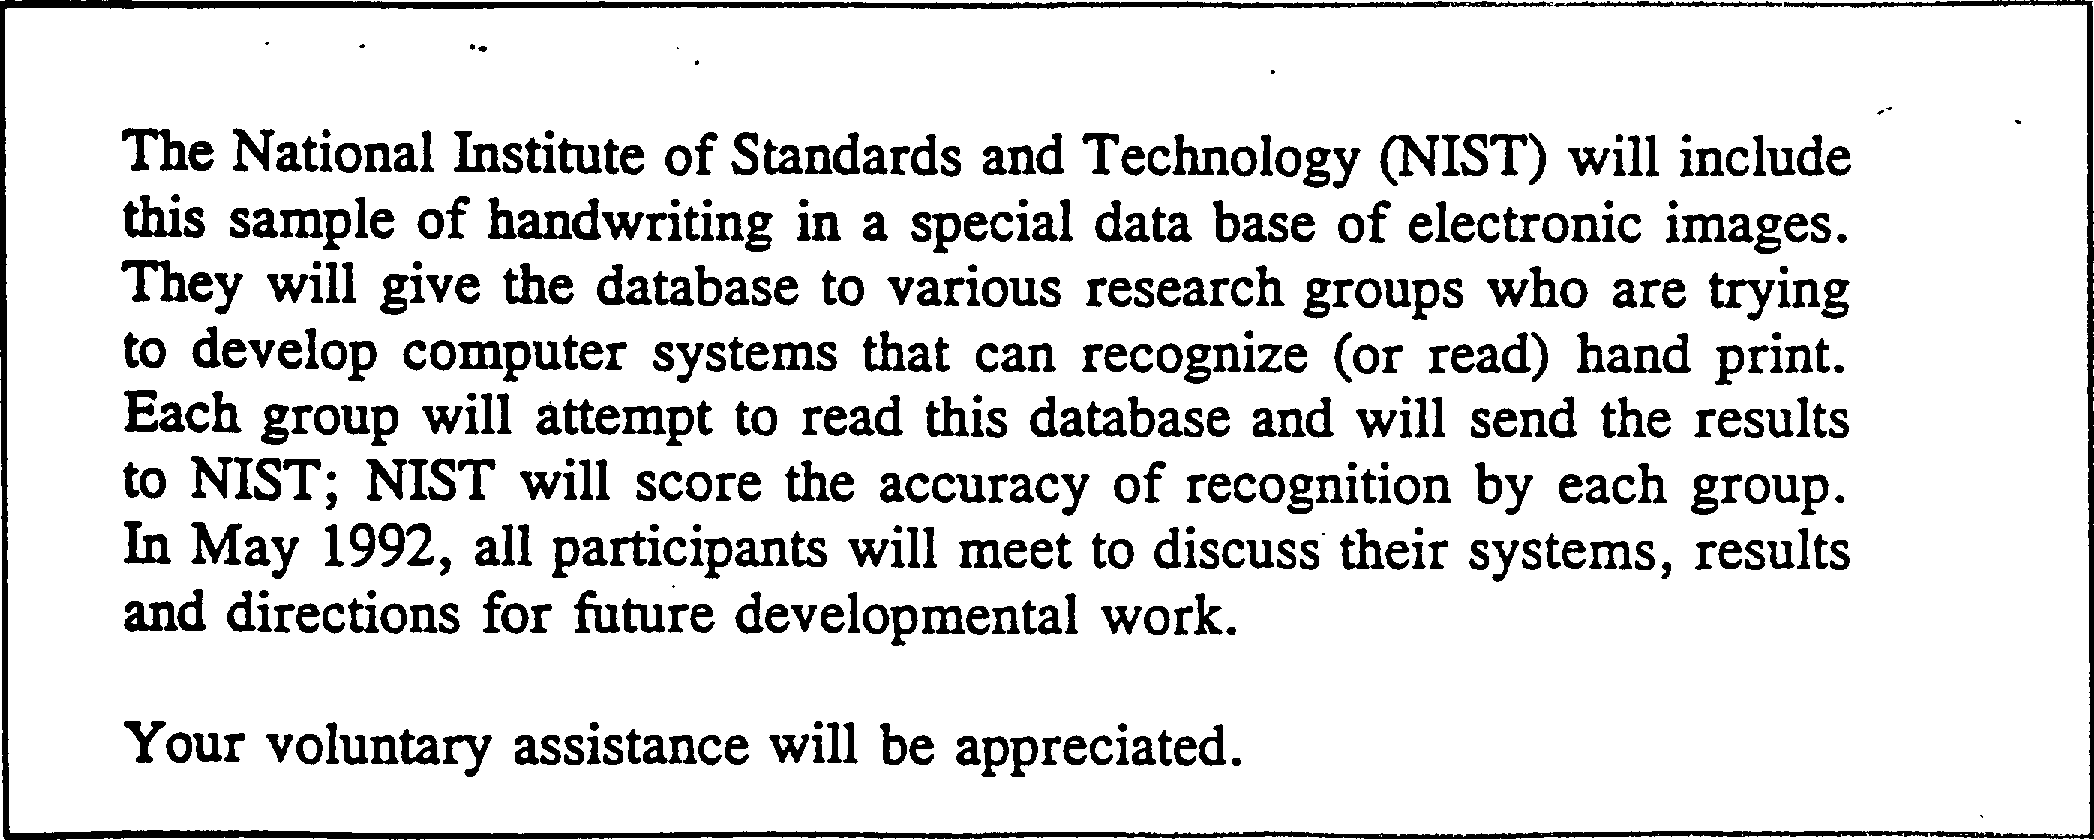 The National Institute of Standards and Technology (NIST) will include
this sample of handwriting in a special data base of electronic images.
They will give the database to various research groups who are trying
to develop computer systems that can recognize (or read) hand print.
Each group will attempt to read this database and will send the results
to NIST; NIST will score the accuracy of recognition by each group.
In May 1992, all participants will meet to discuss their systems, results
and directions for future developmental work.
Your voluntary assistance will be appreciated.